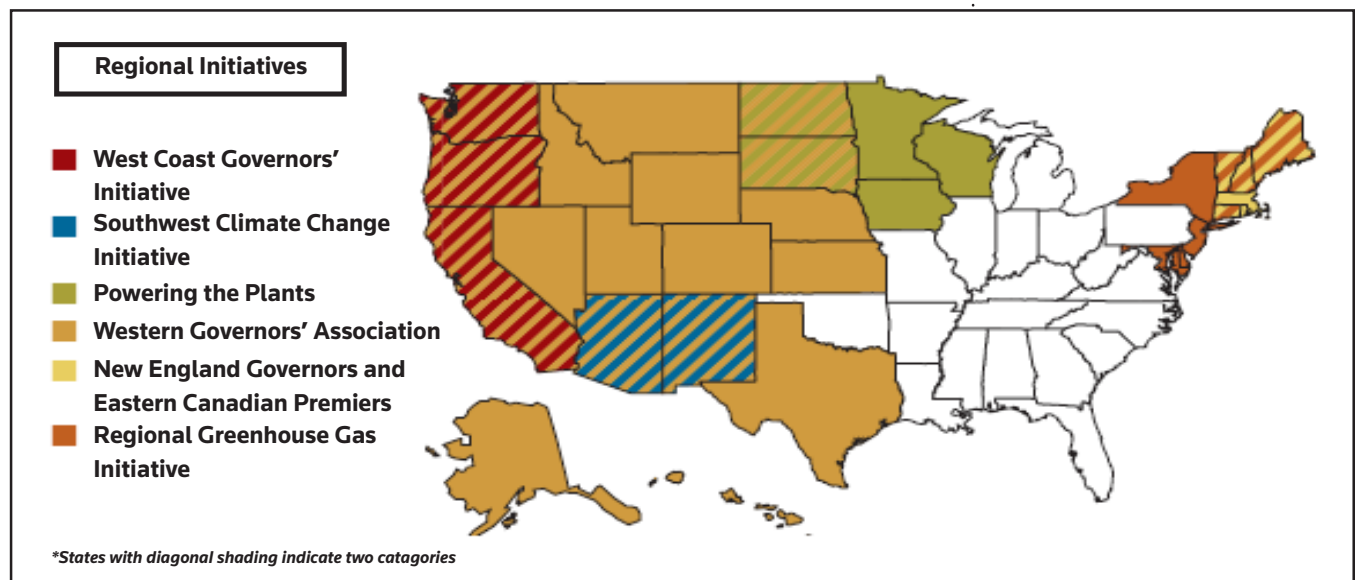 Regional Initiatives
West Coast Governors'
Initiative
Southwest Climate Change
Initiative
Powering the Plants
Western Governors' Association
New England Governors and
Eastern Canadian Premiers
Regional Greenhouse Gas
Initiative
*States with diagonal shading indicate two catagories